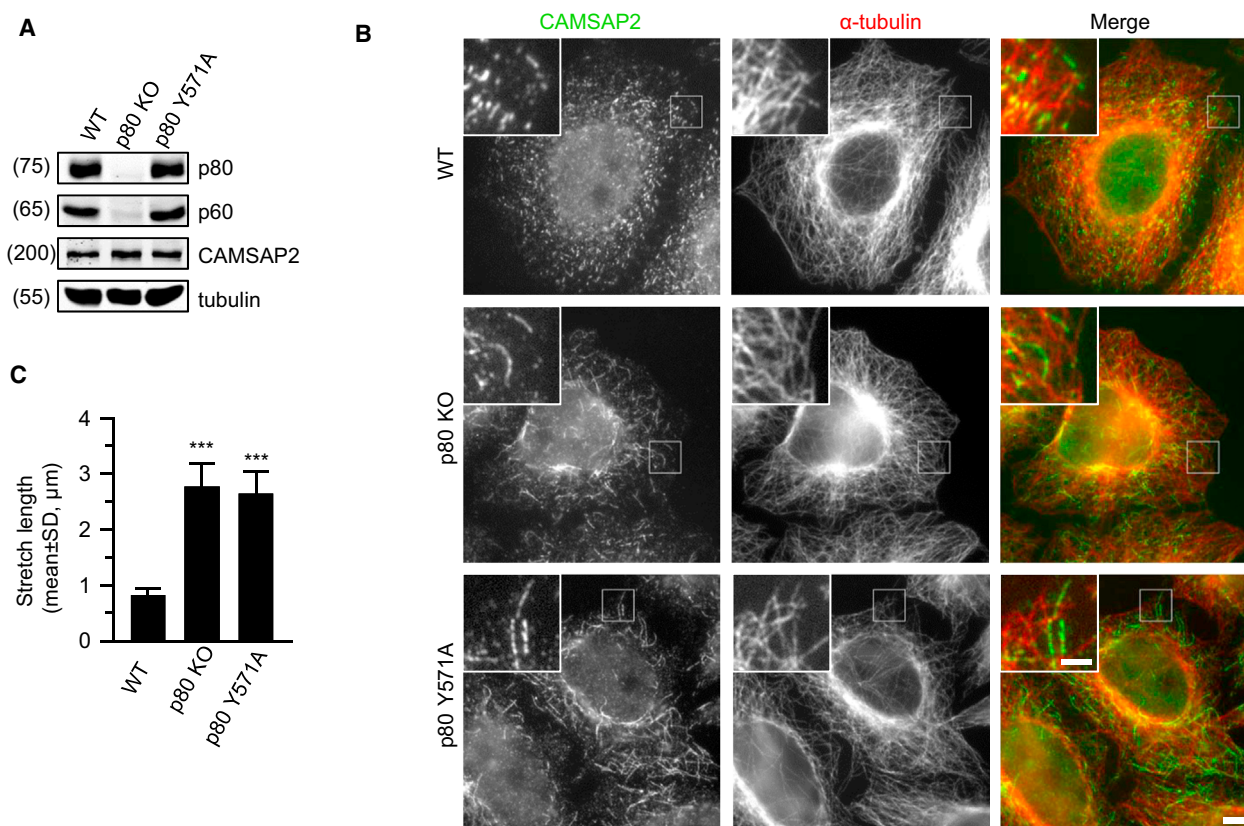 A
WT
p80 KO
p80 Y571A
(75)
p80
(65)
p60
(200)
CAMSAP2
(55)
tubulin
B
CAMSAP2
α-tubulin
Merge
WT
p80 KO
p80 Y571A
C
Stretch length
(mean±SD, μm)
4
3
2
1
0
***
***
WT
p80 KO
p80 Y571A